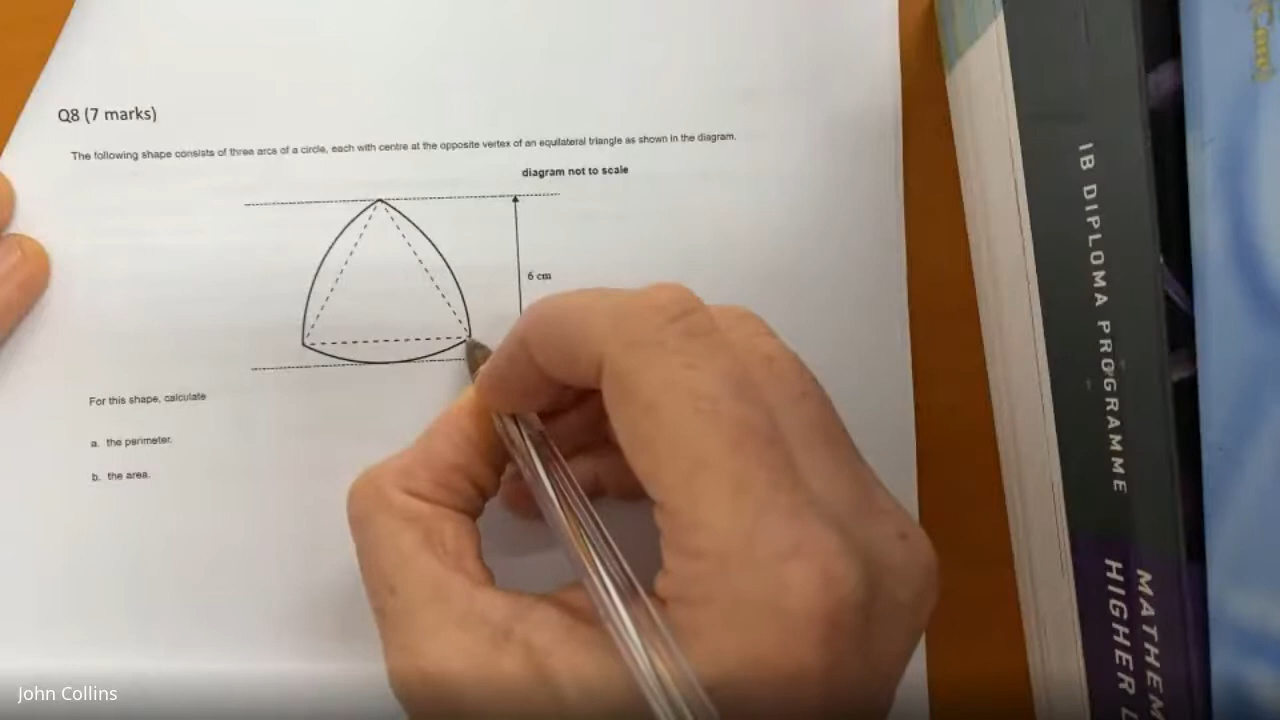 Q8 (7 marks)
The following shape consists of three arcs of a circle, each with centre at the opposite vertex of an equilateral triangle as shown in the diagram.
diagram not to scale
6 cm
For this shape, calculate
a. the perimeter.
b. the area.
IB DIPLOMA PROGRAMME
MATHEM
HIGHER L
John Collins